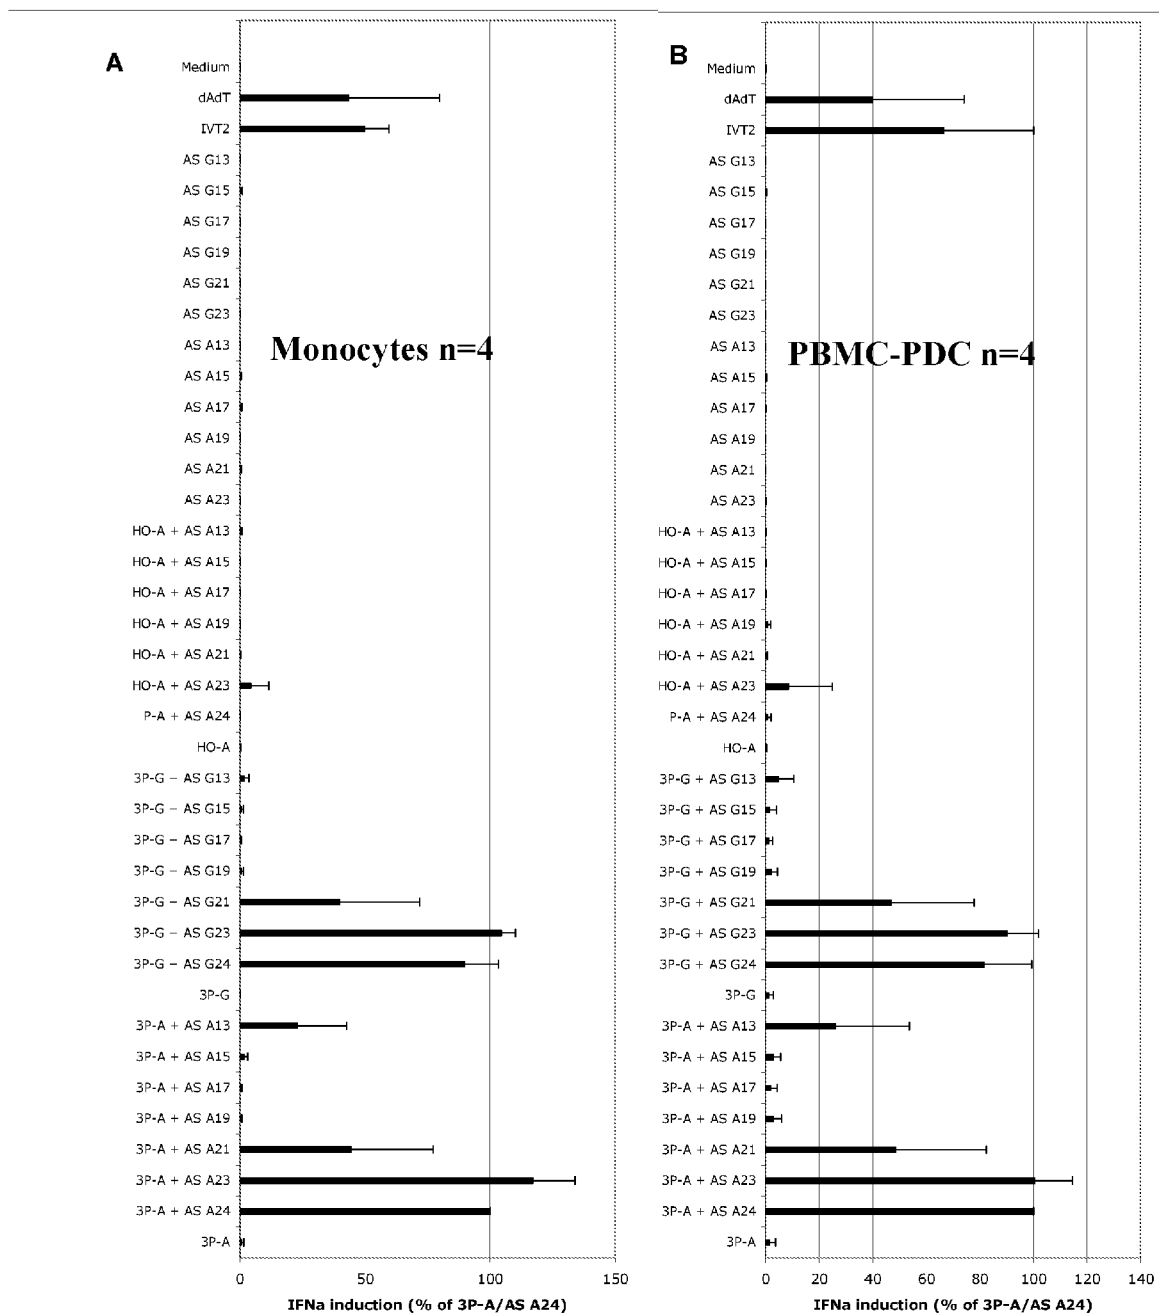 A
Medium
dAdT
IVT2
AS G13
AS G15
AS G17
AS G19
AS G21
AS G23
AS A13
AS A15
AS A17
AS A19
AS A21
AS A23
HO-A + AS A13
HO-A + AS A15
HO-A + AS A17
HO-A + AS A19
HO-A + AS A21
HO-A + AS A23
P-A + AS A24
HO-A
3P-G – AS G13
3P-G – AS G15
3P-G – AS G17
3P-G – AS G19
3P-G – AS G21
3P-G – AS G23
3P-G – AS G24
3P-G
3P-A + AS A13
3P-A + AS A15
3P-A + AS A17
3P-A + AS A19
3P-A + AS A21
3P-A + AS A23
3P-A + AS A24
3P-A
Monocytes n=4
0 50 100 150
IFNa induction (% of 3P-A/AS A24)
B
Medium
dAdT
IVT2
AS G13
AS G15
AS G17
AS G19
AS G21
AS G23
AS A13
AS A15
AS A17
AS A19
AS A21
AS A23
HO-A + AS A13
HO-A + AS A15
HO-A + AS A17
HO-A + AS A19
HO-A + AS A21
HO-A + AS A23
P-A + AS A24
HO-A
3P-G + AS G13
3P-G + AS G15
3P-G + AS G17
3P-G + AS G19
3P-G + AS G21
3P-G + AS G23
3P-G + AS G24
3P-G
3P-A + AS A13
3P-A + AS A15
3P-A + AS A17
3P-A + AS A19
3P-A + AS A21
3P-A + AS A23
3P-A + AS A24
3P-A
PBMC-PDC n=4
0 20 40 60 80 100 120 140
IFNa induction (% of 3P-A/AS A24)